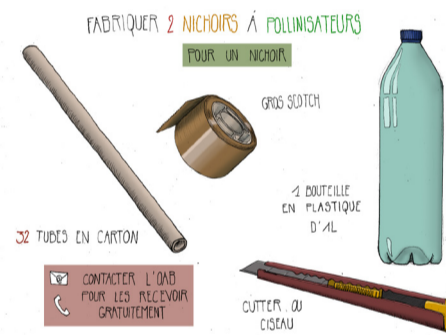 FABRIQUER 2 NICHOIRS À POLLINISATEURS
POUR UN NICHOIR
GROS SCOTCH
1 BOUTEILLE
EN PLASTIQUE
D'1L
32 TUBES EN CARTON
CONTACTER L'OAB
POUR LES RECEVOIR
GRATUITEMENT
CUTTER OU
CISEAU